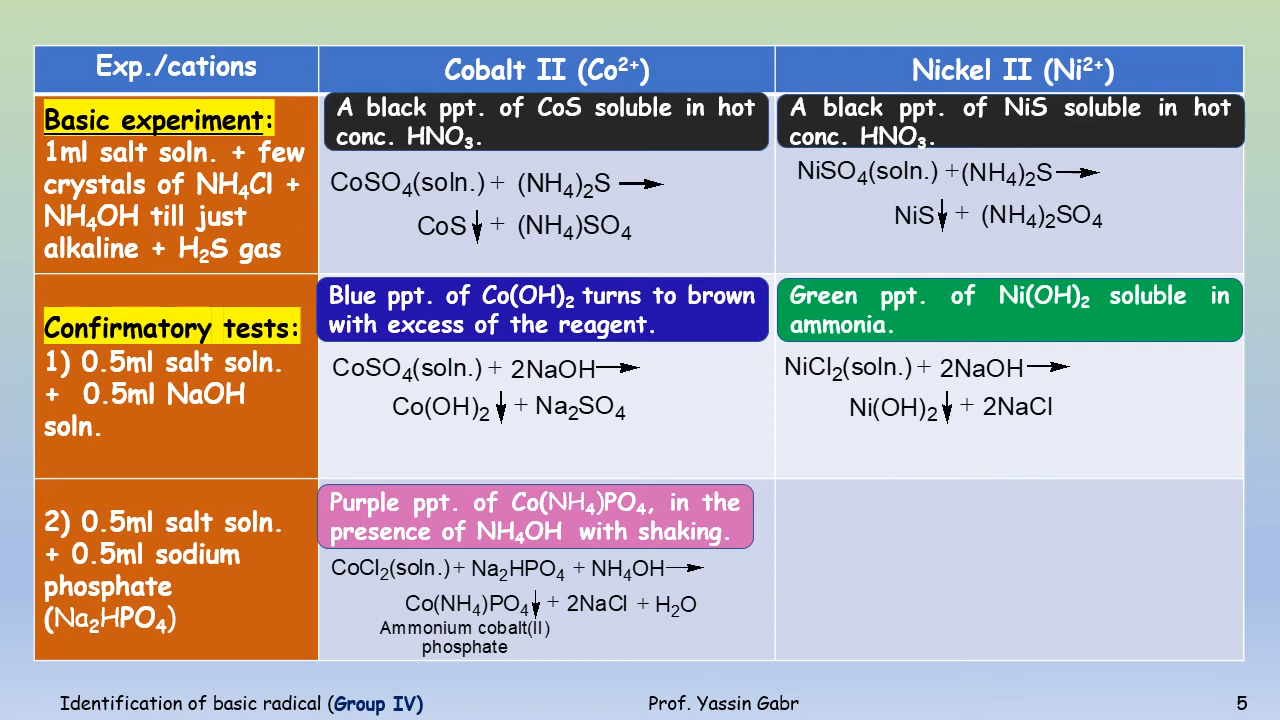 Exp./cations
Cobalt II (Co²⁺)
Nickel II (Ni²⁺)
Basic experiment:
1ml salt soln. + few
crystals of NH₄Cl +
NH₄OH till just
alkaline + H₂S gas
A black ppt. of CoS soluble in hot
conc. HNO₃.
CoSO₄(soln.) + (NH₄)₂S ⟶
CoS↓ + (NH₄)SO₄
A black ppt. of NiS soluble in hot
conc. HNO₃.
NiSO₄(soln.) + (NH₄)₂S ⟶
NiS↓ + (NH₄)₂SO₄
Confirmatory tests:
1) 0.5ml salt soln.
+ 0.5ml NaOH
soln.
Blue ppt. of Co(OH)₂ turns to brown
with excess of the reagent.
CoSO₄(soln.) + 2NaOH ⟶
Co(OH)₂↓ + Na₂SO₄
Green ppt. of Ni(OH)₂ soluble in
ammonia.
NiCl₂(soln.) + 2NaOH ⟶
Ni(OH)₂↓ + 2NaCl
2) 0.5ml salt soln.
+ 0.5ml sodium
phosphate
(Na₂HPO₄)
Purple ppt. of Co(NH₄)PO₄, in the
presence of NH₄OH with shaking.
CoCl₂(soln.) + Na₂HPO₄ + NH₄OH ⟶
Co(NH₄)PO₄↓ + 2NaCl + H₂O
Ammonium cobalt(II)
phosphate
Identification of basic radical (Group IV)
Prof. Yassin Gabr
5